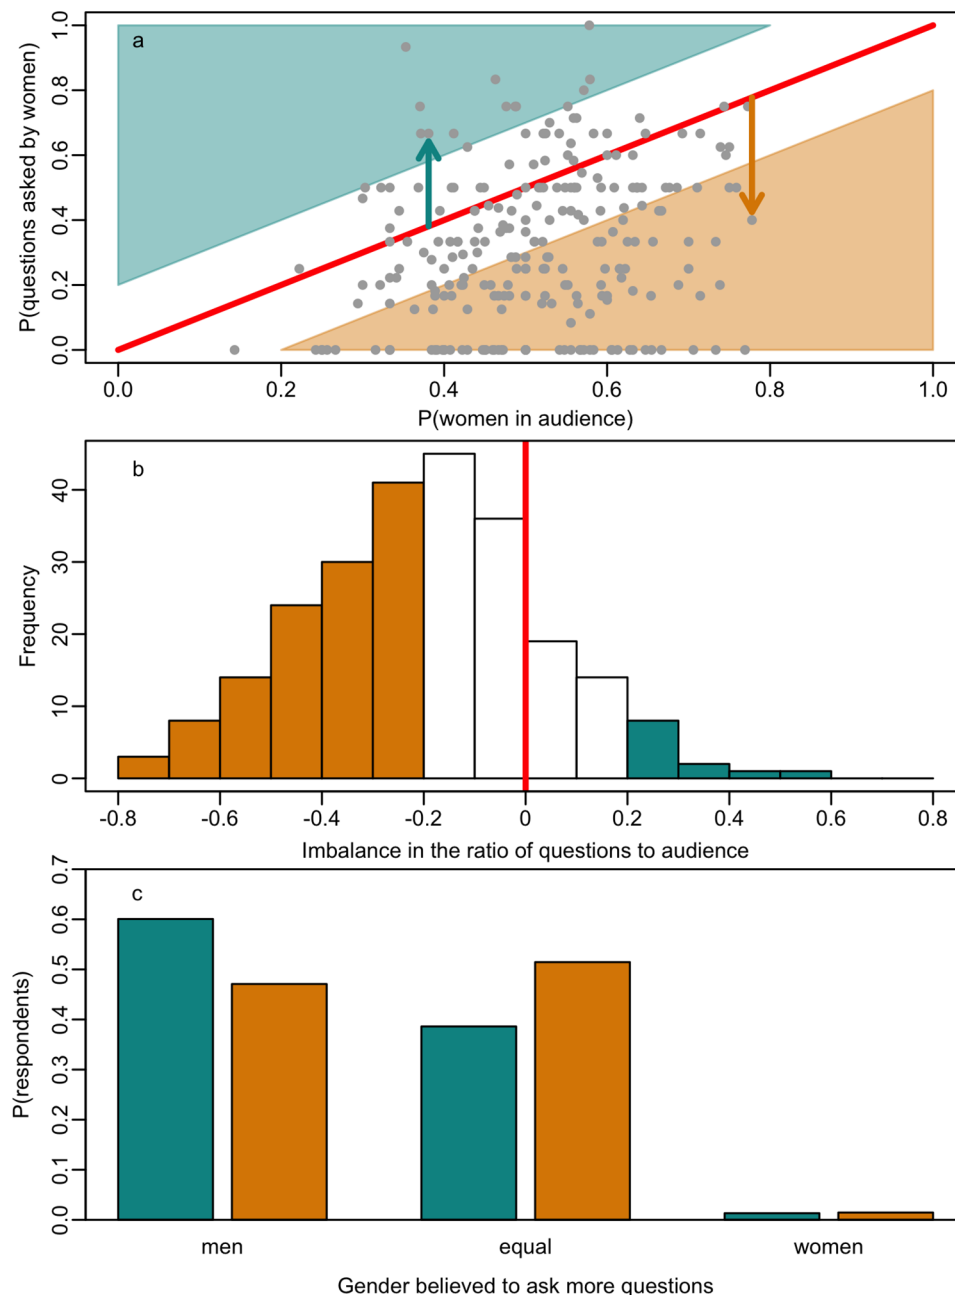 a
P(questions asked by women)
1.0
0.8
0.6
0.4
0.2
0.0
0.0 0.2 0.4 0.6 0.8 1.0
P(women in audience)
b
Frequency
40
30
20
10
0
-0.8 -0.6 -0.4 -0.2 0 0.2 0.4 0.6 0.8
Imbalance in the ratio of questions to audience
c
P(respondents)
0.7
0.6
0.5
0.4
0.3
0.2
0.1
0.0
men equal women
Gender believed to ask more questions